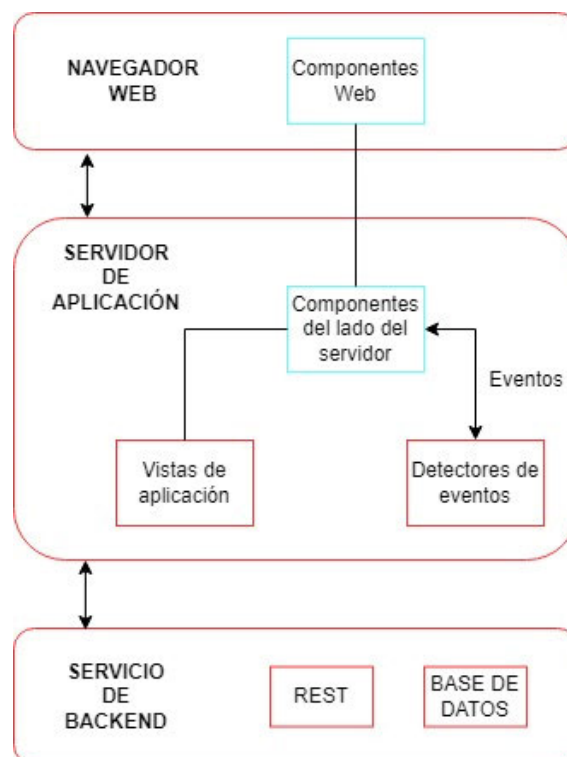 NAVEGADOR
WEB
Componentes
Web
SERVIDOR
DE
APLICACIÓN
Componentes
del lado del
servidor
Eventos
Vistas de
aplicación
Detectores de
eventos
SERVICIO
DE
BACKEND
REST
BASE DE
DATOS